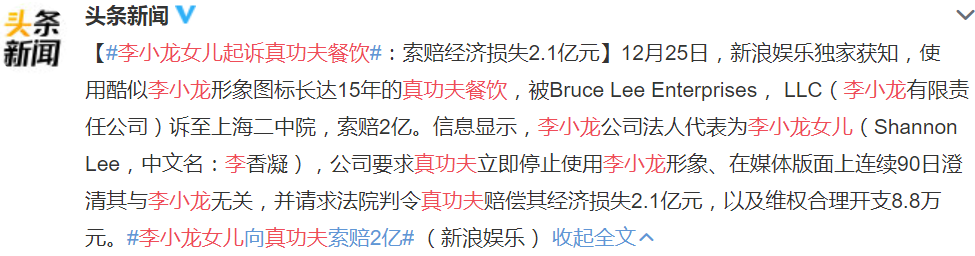 头条
新闻
头条新闻
【#李小龙女儿起诉真功夫餐饮#：索赔经济损失2.1亿元】12月25日，新浪娱乐独家获知，使
用酷似李小龙形象图标长达15年的真功夫餐饮，被Bruce Lee Enterprises， LLC（李小龙有限责
任公司）诉至上海二中院，索赔2亿。信息显示，李小龙公司法人代表为李小龙女儿（Shannon
Lee，中文名：李香凝），公司要求真功夫立即停止使用李小龙形象、在媒体版面上连续90日澄
清其与李小龙无关，并请求法院判令真功夫赔偿其经济损失2.1亿元，以及维权合理开支8.8万
元。#李小龙女儿向真功夫索赔2亿# （新浪娱乐） 收起全文